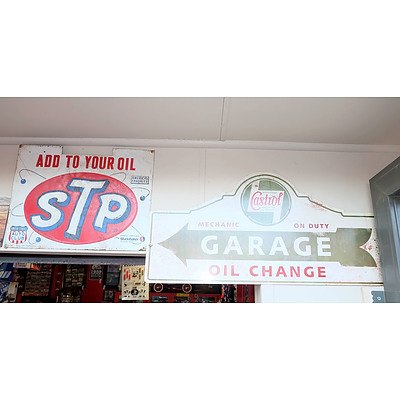 ADD TO YOUR OIL
STP
Castrol
MECHANIC ON DUTY
GARAGE
OIL CHANGE